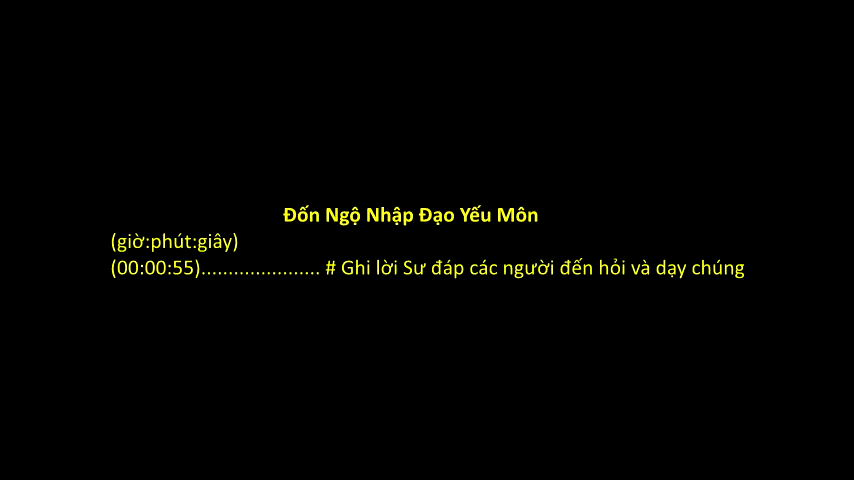 Đốn Ngộ Nhập Đạo Yếu Môn
(giờ:phút:giây)
(00:00:55)...................... # Ghi lời Sư đáp các người đến hỏi và dạy chúng